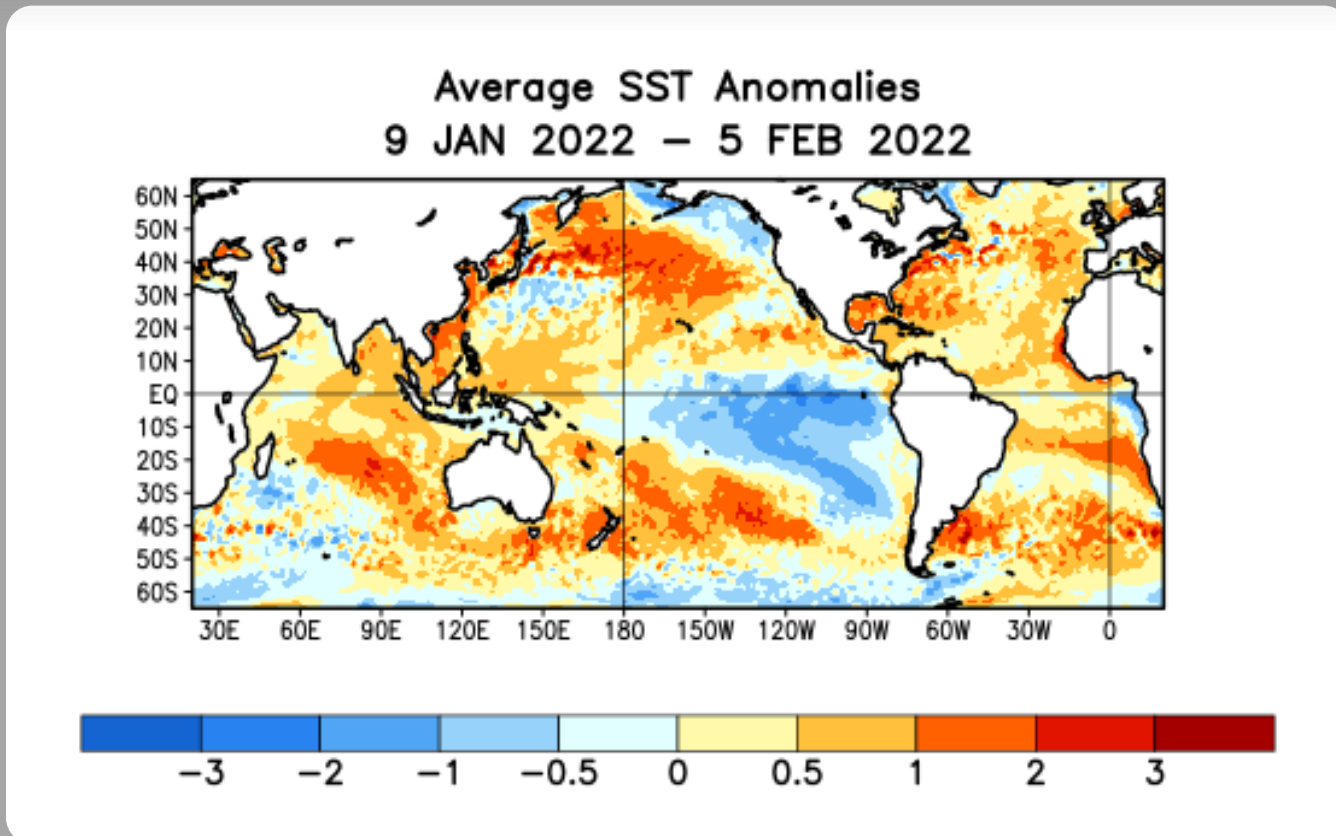 Average SST Anomalies
9 JAN 2022 – 5 FEB 2022
60N
50N
40N
30N
20N
10N
EQ
10S
20S
30S
40S
50S
60S
30E 60E 90E 120E 150E 180 150W 120W 90W 60W 30W 0
−3 −2 −1 −0.5 0 0.5 1 2 3